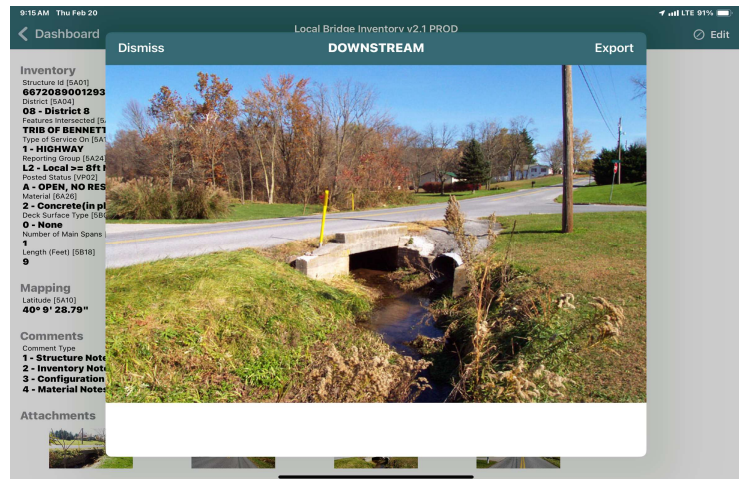 9:15 AM Thu Feb 20
LTE 91%
Dashboard
Local Bridge Inventory v2.1 PROD
Edit
Dismiss
DOWNSTREAM
Export
Inventory
Structure Id [5A01]
6672089001293
District [5A04]
08 - District 8
Features Intersected [5
TRIB OF BENNETT
Type of Service On [5A1
1 - HIGHWAY
Reporting Group [5A24]
L2 - Local >= 8ft
Posted Status [VP02]
A - OPEN, NO RES
Material [6A26]
2 - Concrete(in pl
Deck Surface Type [5B
0 - None
Number of Main Spans
1
Length (Feet) [5B18]
9
Mapping
Latitude [5A10]
40° 9' 28.79"
Comments
Comment Type
1 - Structure Note
2 - Inventory Not
3 - Configuration
4 - Material Notes
Attachments